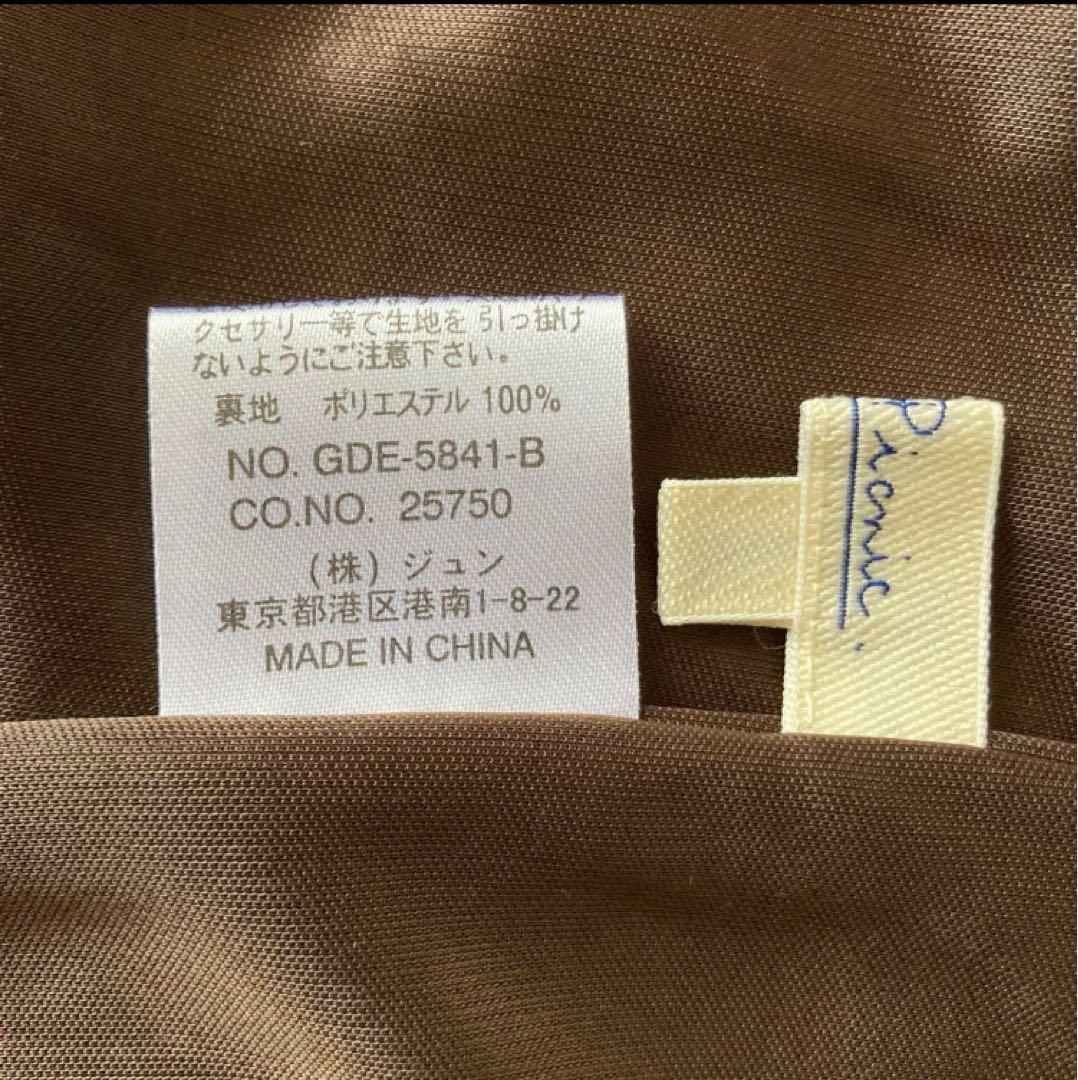 クセサリー等で生地を引っ掛け
ないようにご注意下さい。
裏地 ポリエステル 100%
NO. GDE-5841-B
CO.NO. 25750
(株) ジュン
東京都港区港南1-8-22
MADE IN CHINA
Picnic.